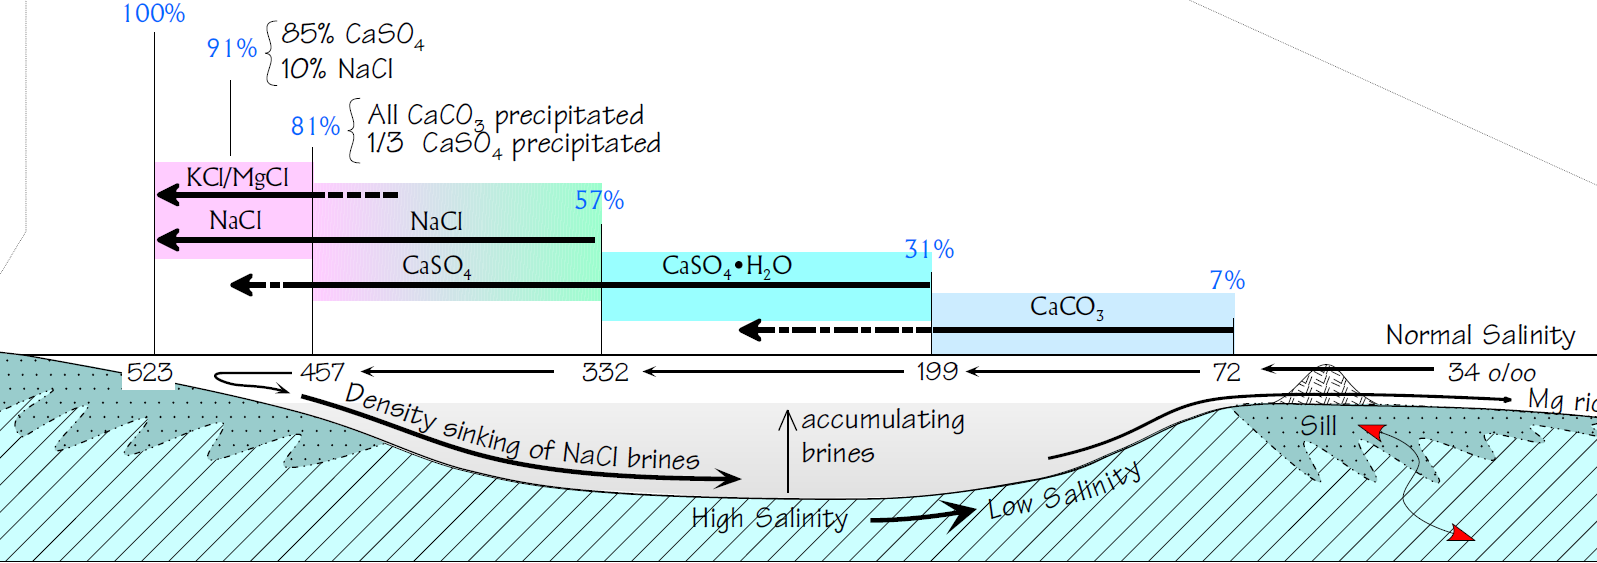 100%
91%
85% CaSO₄
10% NaCl
81%
All CaCO₃ precipitated
1/3 CaSO₄ precipitated
KCl/MgCl
57%
NaCl
NaCl
31%
CaSO₄
CaSO₄•H₂O
7%
CaCO₃
Normal Salinity
523
457
332
199
72
34 o/oo
Density sinking of NaCl brines
accumulating
brines
Mg ric
Sill
High Salinity
Low Salinity